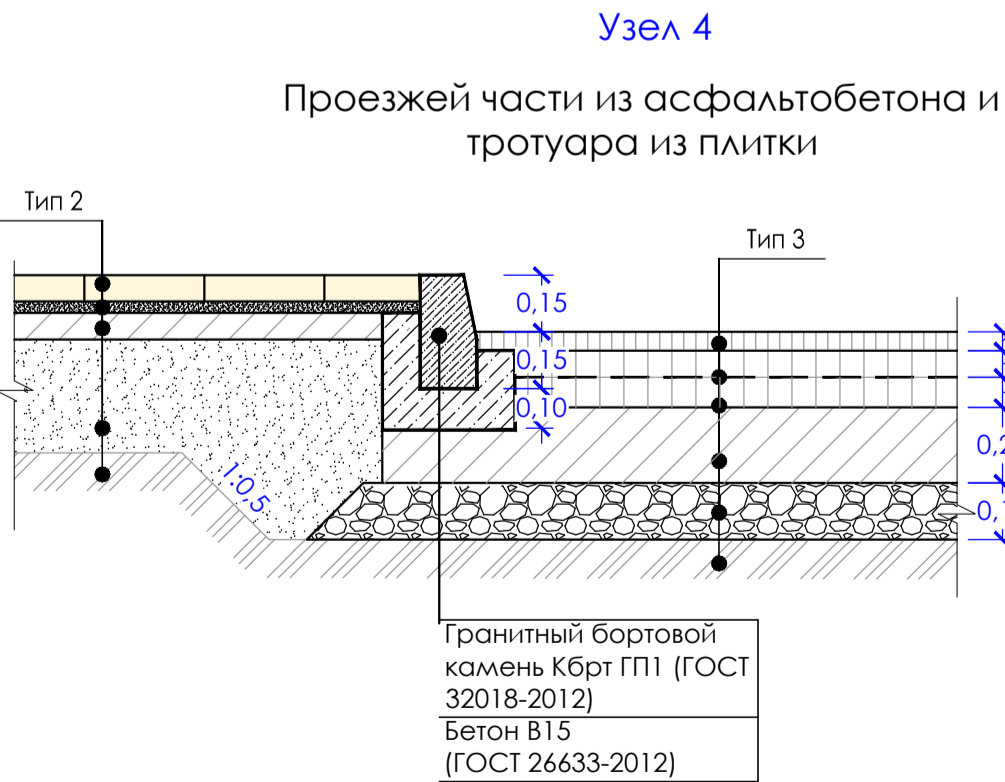 Узел 4
Проезжей части из асфальтобетона и
тротуара из плитки
Тип 2
Тип 3
0,15
0,15
0,10
1:0,5
Гранитный бортовой
камень Кбрт ГП1 (ГОСТ
32018-2012)
Бетон В15
(ГОСТ 26633-2012)